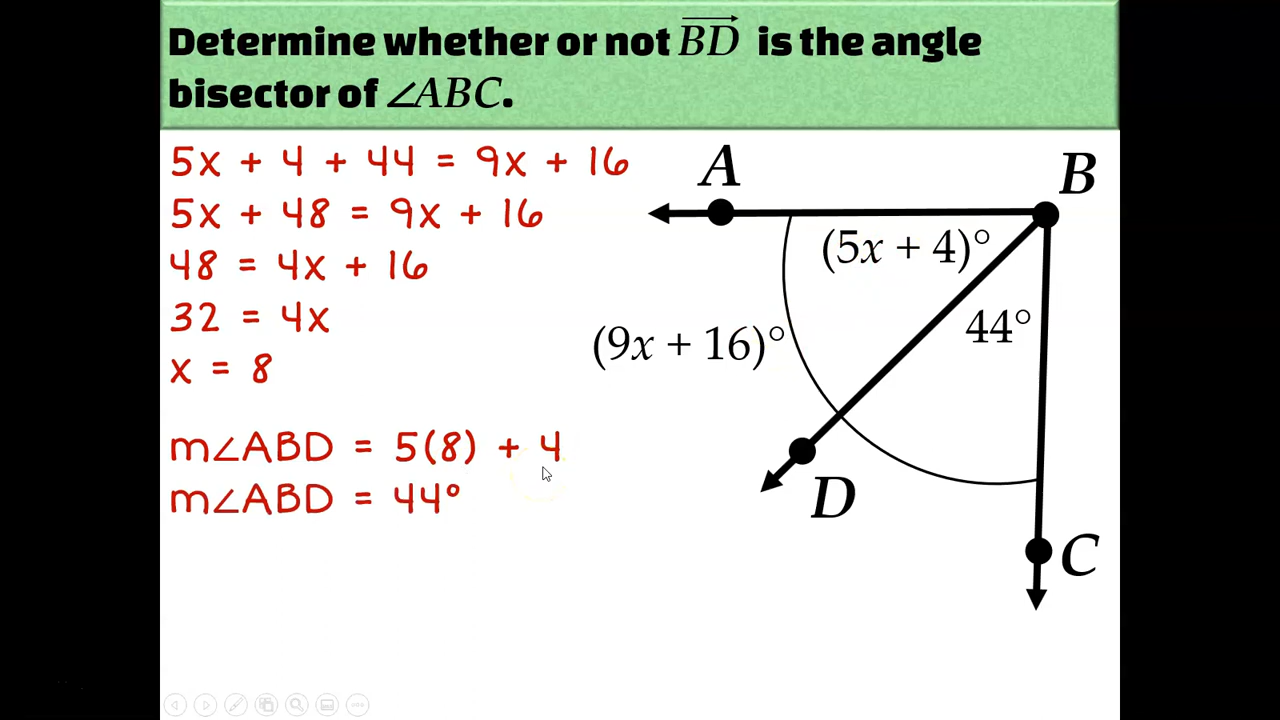 Determine whether or not BD is the angle
bisector of ∠ABC.
5x + 4 + 44 = 9x + 16
5x + 48 = 9x + 16
48 = 4x + 16
32 = 4x
x = 8
m∠ABD = 5(8) + 4
m∠ABD = 44°
A
B
(5x + 4)°
44°
(9x + 16)°
D
C